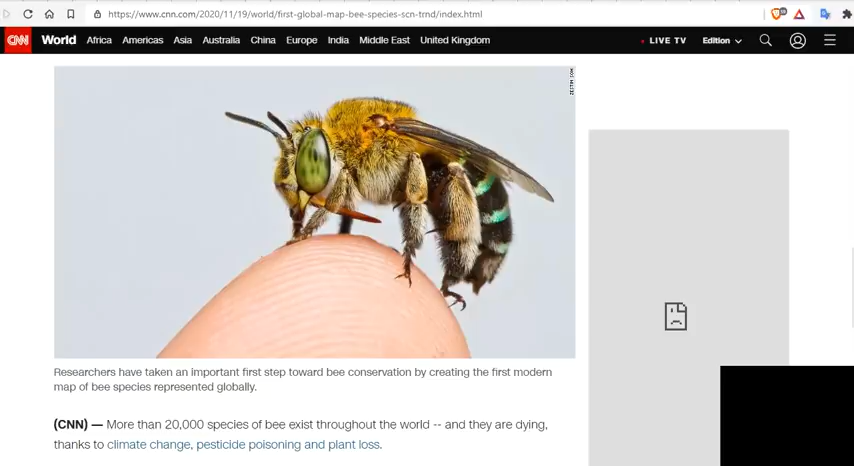 https://www.cnn.com/2020/11/19/world/first-global-map-bee-species-scn-trnd/index.html
CNN World Africa Americas Asia Australia China Europe India Middle East United Kingdom LIVE TV Edition
Researchers have taken an important first step toward bee conservation by creating the first modern
map of bee species represented globally.
(CNN) — More than 20,000 species of bee exist throughout the world -- and they are dying,
thanks to climate change, pesticide poisoning and plant loss.